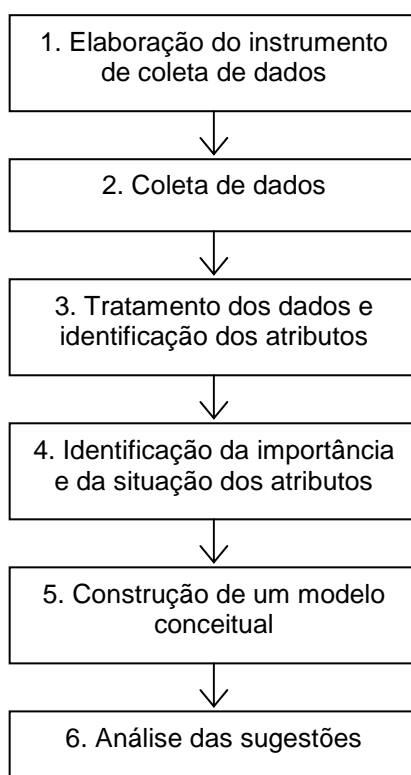 1. Elaboração do instrumento
de coleta de dados
2. Coleta de dados
3. Tratamento dos dados e
identificação dos atributos
4. Identificação da importância
e da situação dos atributos
5. Construção de um modelo
conceitual
6. Análise das sugestões